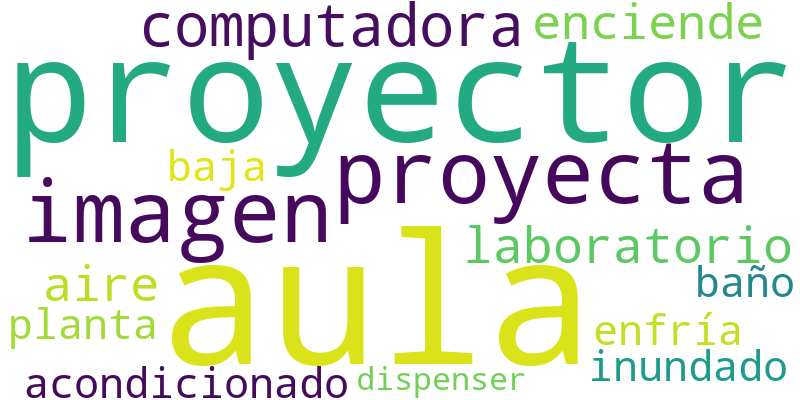 computadora enciende
proyector
baja proyecta
imagen
laboratorio
aula
aire baño
planta enfría
inundado
acondicionado dispenser